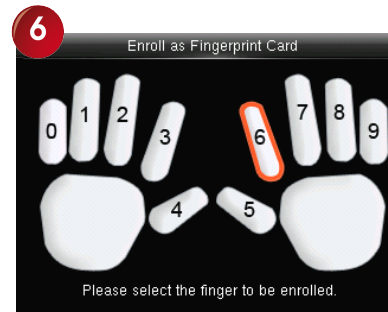 6
Enroll as Fingerprint Card
0 1 2 3 4 5 6 7 8 9
Please select the finger to be enrolled.